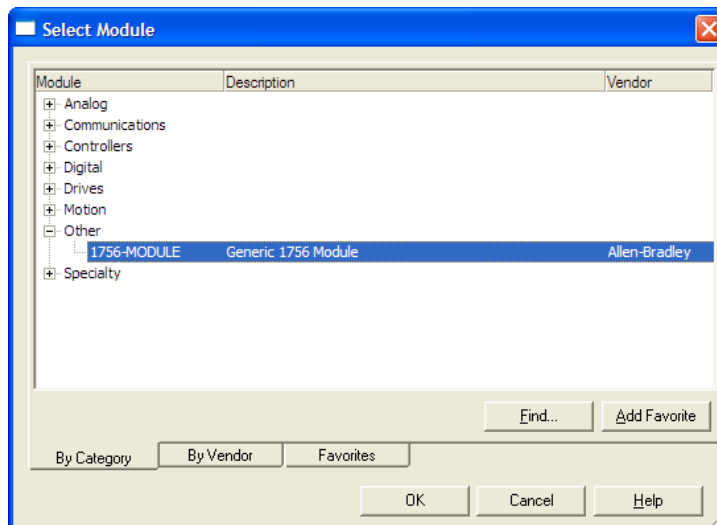 Select Module
Module Description Vendor
Analog
Communications
Controllers
Digital
Drives
Motion
Other
1756-MODULE Generic 1756 Module Allen-Bradley
Specialty
Find... Add Favorite
By Category By Vendor Favorites
OK Cancel Help